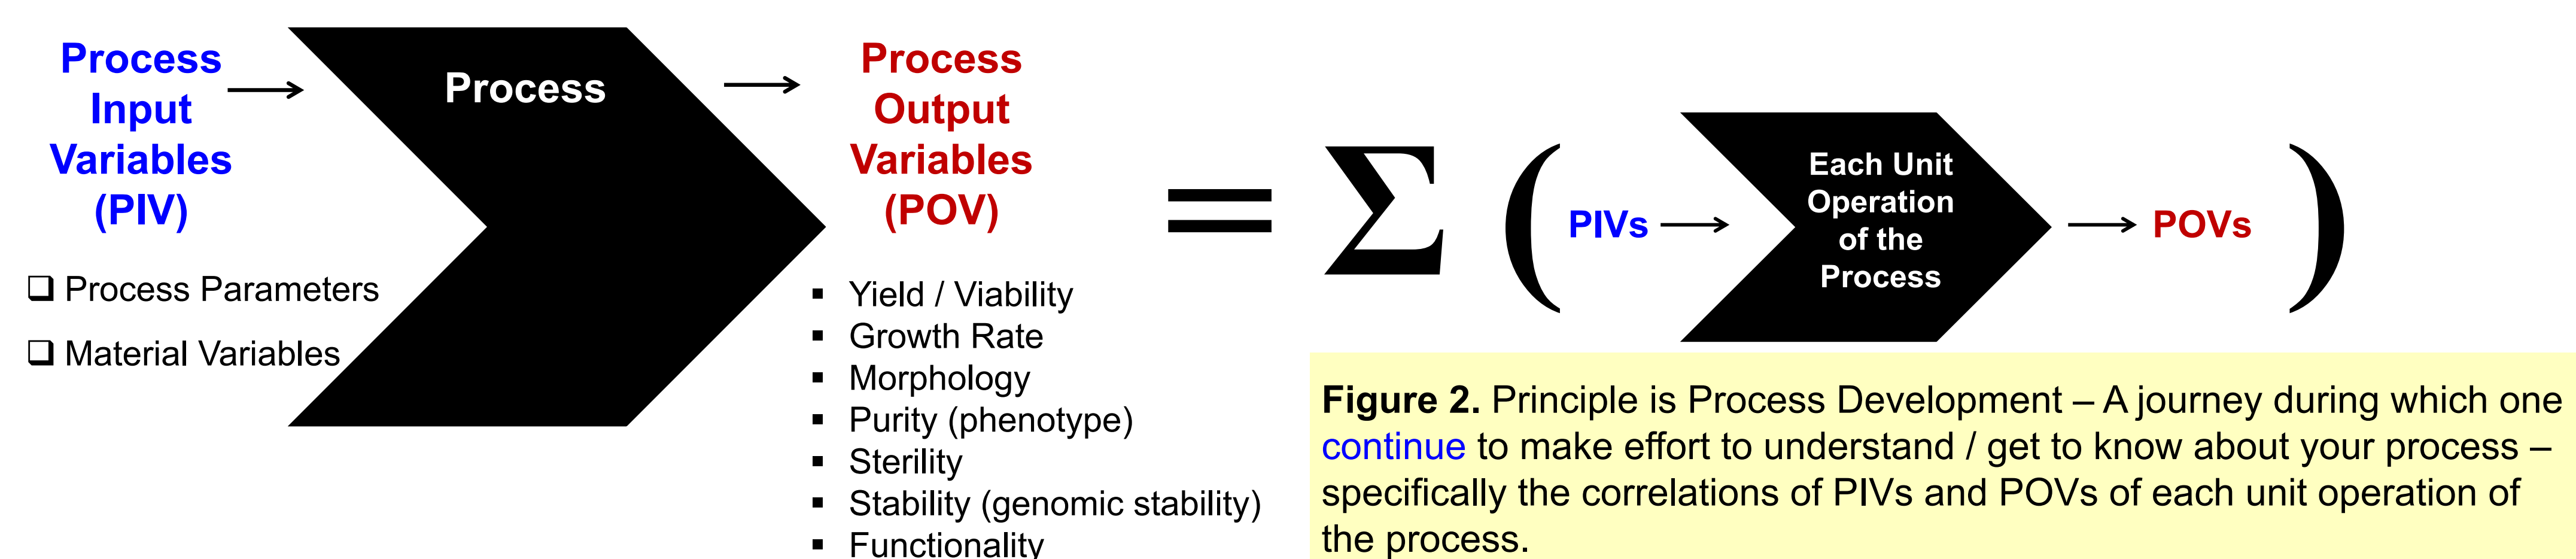 Process
Input
Variables
(PIV)
❑ Process Parameters
❑ Material Variables
Process
Process
Output
Variables
(POV)
▪ Yield / Viability
▪ Growth Rate
▪ Morphology
▪ Purity (phenotype)
▪ Sterility
▪ Stability (genomic stability)
▪ Functionality
= Σ (
PIVs
Each Unit
Operation
of the
Process
POVs
)
Figure 2. Principle is Process Development – A journey during which one
continue to make effort to understand / get to know about your process –
specifically the correlations of PIVs and POVs of each unit operation of
the process.